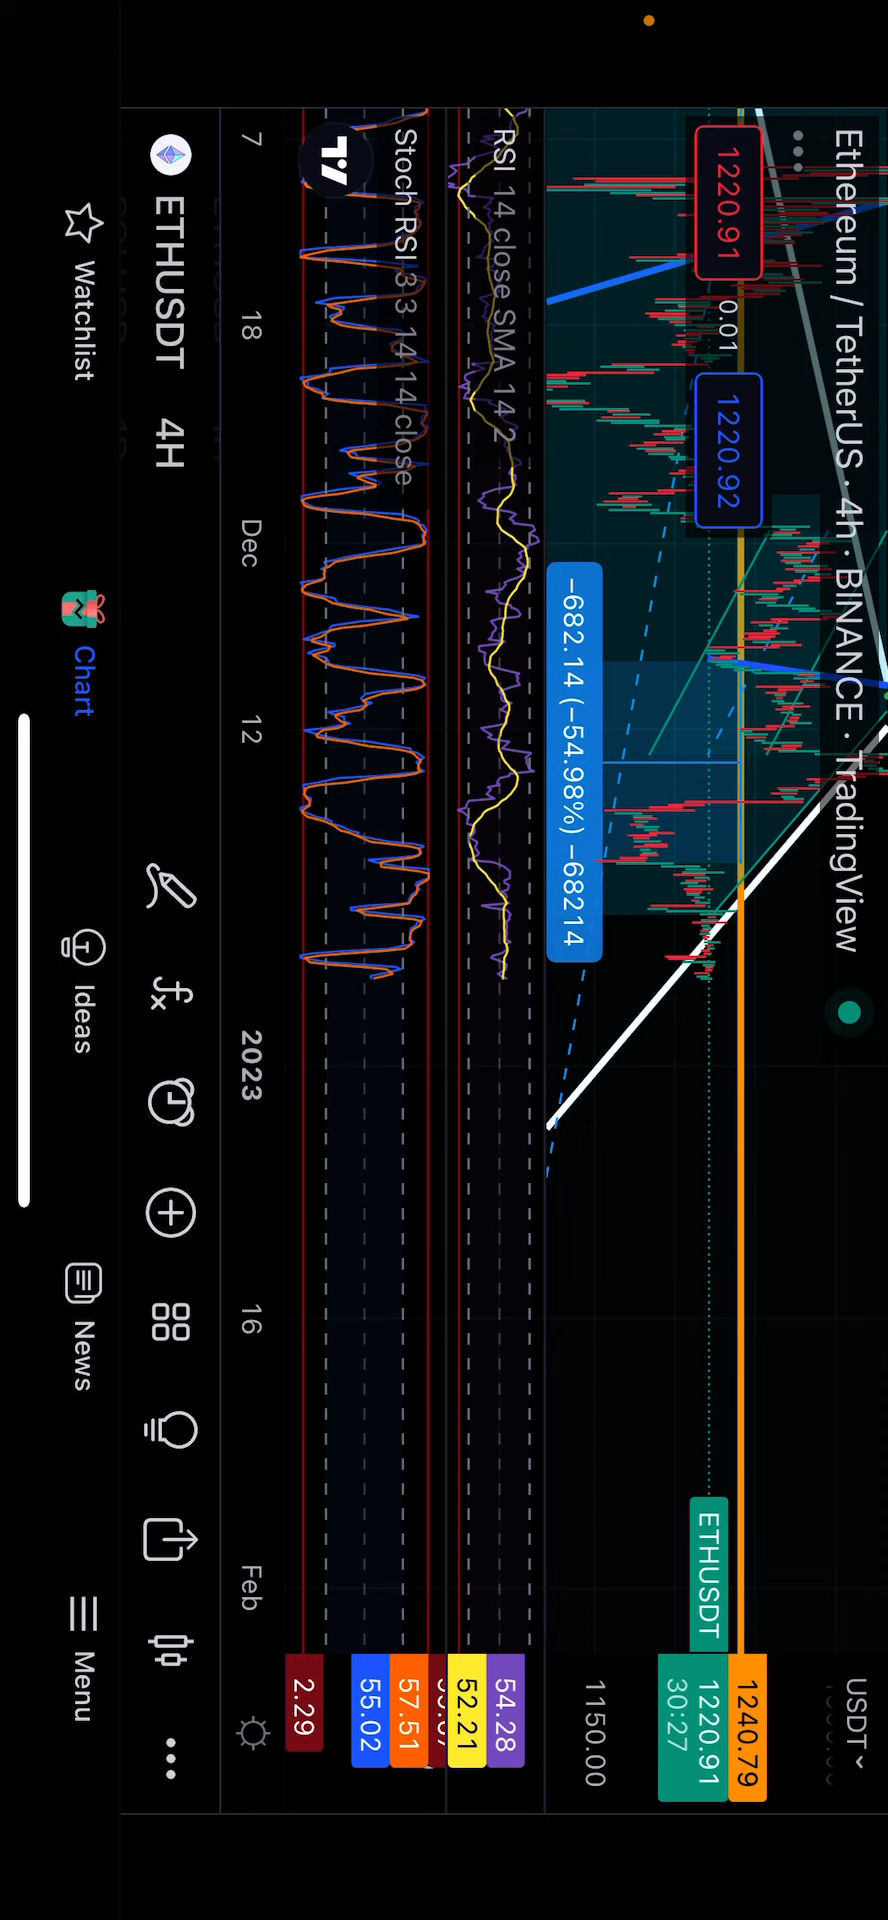 Ethereum / TetherUS · 4h · BINANCE · TradingView
USDT
1220.91
0.01
1220.92
1240.79
ETHUSDT
1220.91
30:27
1150.00
−682.14 (−54.98%) −68214
RSI 14 close SMA 14 2
54.28
52.21
Stoch RSI 3 3 14 14 close
57.51
55.02
2.29
7
18
Dec
12
2023
16
Feb
ETHUSDT
4H
Watchlist
Chart
Ideas
News
Menu